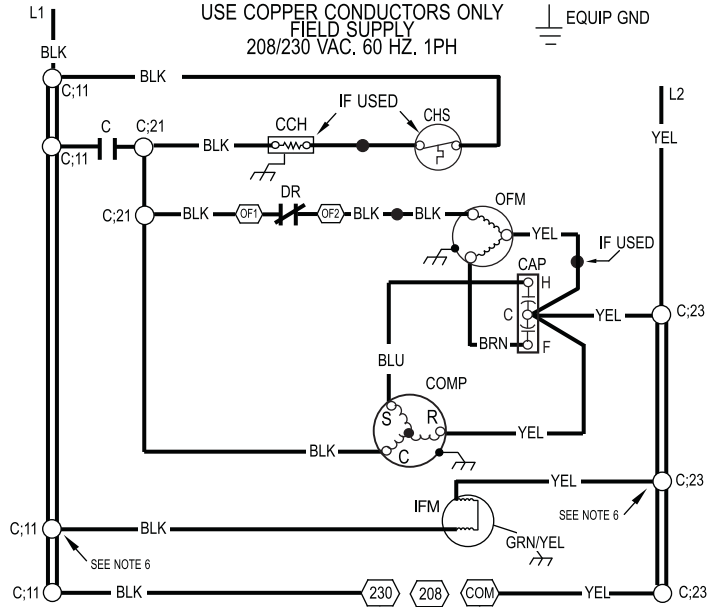 L1
USE COPPER CONDUCTORS ONLY
FIELD SUPPLY
208/230 VAC. 60 HZ. 1PH
EQUIP GND
BLK
BLK
C;11
L2
IF USED
CCH
CHS
C
C;21
BLK
C;11
YEL
DR
OFM
C;21
BLK
OF1
OF2
BLK
BLK
YEL
IF USED
CAP
H
C
YEL
C;23
BRN
F
BLU
COMP
S
R
YEL
BLK
C
YEL
C;23
IFM
SEE NOTE 6
C;11
BLK
GRN/YEL
SEE NOTE 6
C;11
BLK
230
208
COM
YEL
C;23